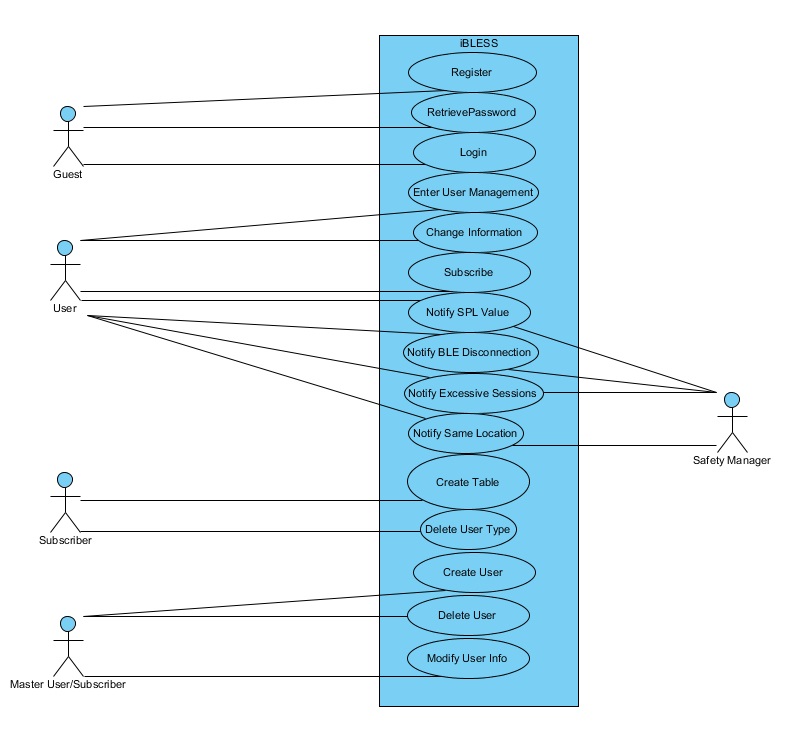 iBLESS
Register
RetrievePassword
Login
Guest
Enter User Management
Change Information
Subscribe
User
Notify SPL Value
Notify BLE Disconnection
Notify Excessive Sessions
Notify Same Location
Safety Manager
Create Table
Subscriber
Delete User Type
Create User
Delete User
Modify User Info
Master User/Subscriber